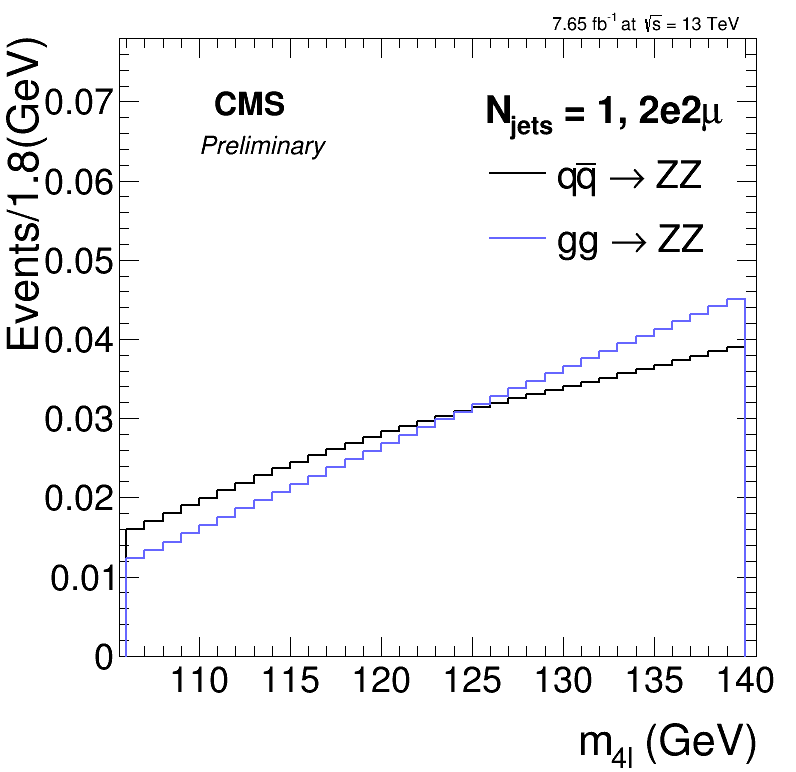 7.65 fb⁻¹ at √s = 13 TeV
Events/1.8(GeV)
CMS
Preliminary
N_jets = 1, 2e2μ
qq̅ → ZZ
gg → ZZ
0.07
0.06
0.05
0.04
0.03
0.02
0.01
0
110 115 120 125 130 135 140
m_4l (GeV)